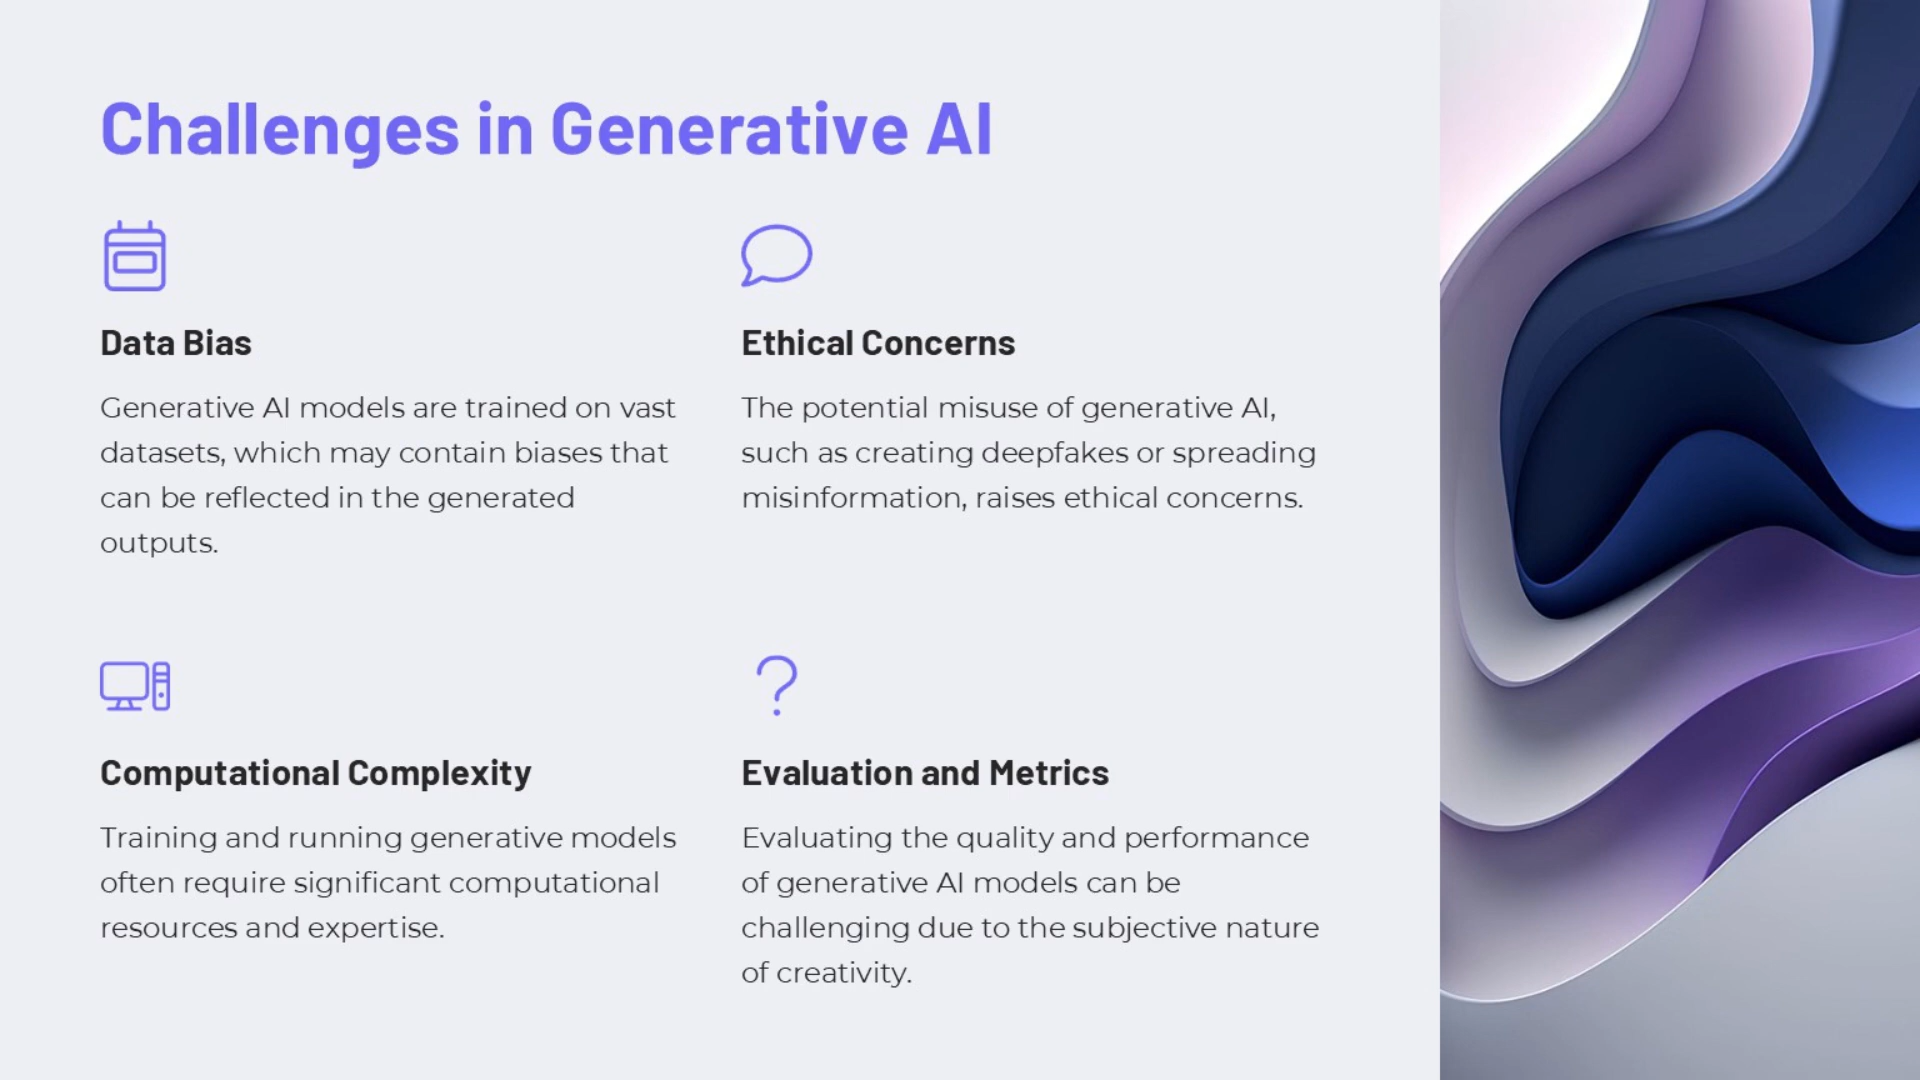 Challenges in Generative AI
Data Bias
Generative AI models are trained on vast
datasets, which may contain biases that
can be reflected in the generated
outputs.
Ethical Concerns
The potential misuse of generative AI,
such as creating deepfakes or spreading
misinformation, raises ethical concerns.
Computational Complexity
Training and running generative models
often require significant computational
resources and expertise.
Evaluation and Metrics
Evaluating the quality and performance
of generative AI models can be
challenging due to the subjective nature
of creativity.